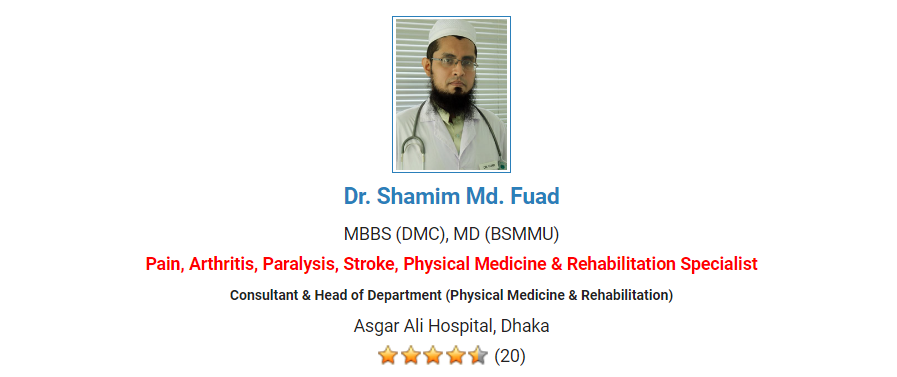 Dr. Shamim Md. Fuad
MBBS (DMC), MD (BSMMU)
Pain, Arthritis, Paralysis, Stroke, Physical Medicine & Rehabilitation Specialist
Consultant & Head of Department (Physical Medicine & Rehabilitation)
Asgar Ali Hospital, Dhaka
(20)